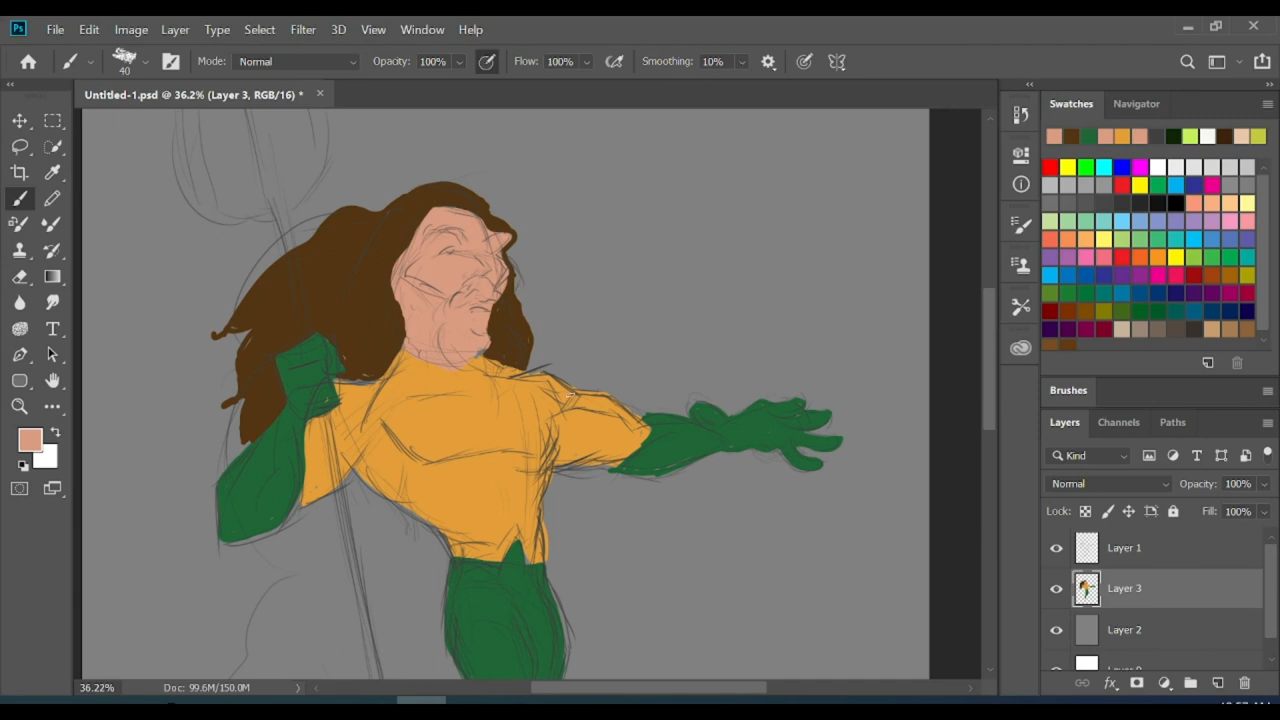 Ps File Edit Image Layer Type Select Filter 3D View Window Help
40 Mode: Normal Opacity: 100% Flow: 100% Smoothing: 10%
Untitled-1.psd @ 36.2% (Layer 3, RGB/16) *
Swatches Navigator
Brushes
Layers Channels Paths
Kind
Normal Opacity: 100%
Lock: Fill: 100%
Layer 1
Layer 3
Layer 2
36.22% Doc: 99.6M/150.0M